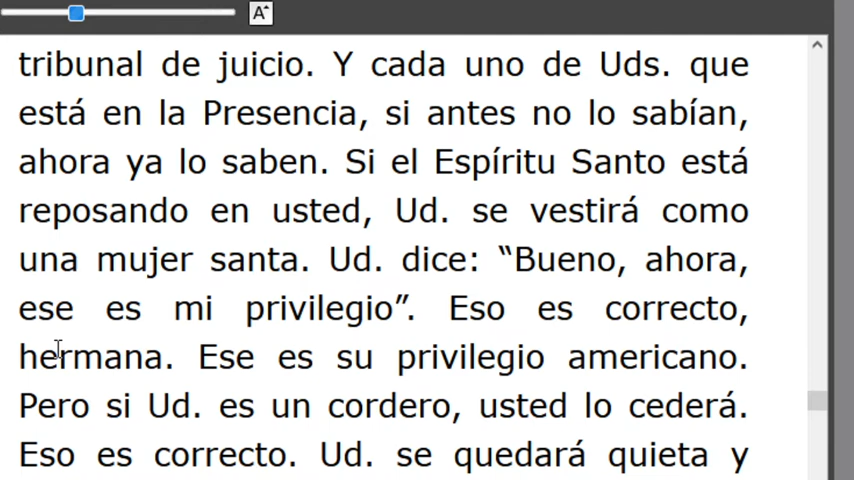 A
tribunal de juicio. Y cada uno de Uds. que
está en la Presencia, si antes no lo sabían,
ahora ya lo saben. Si el Espíritu Santo está
reposando en usted, Ud. se vestirá como
una mujer santa. Ud. dice: “Bueno, ahora,
ese es mi privilegio”. Eso es correcto,
hermana. Ese es su privilegio americano.
Pero si Ud. es un cordero, usted lo cederá.
Eso es correcto. Ud. se quedará quieta y